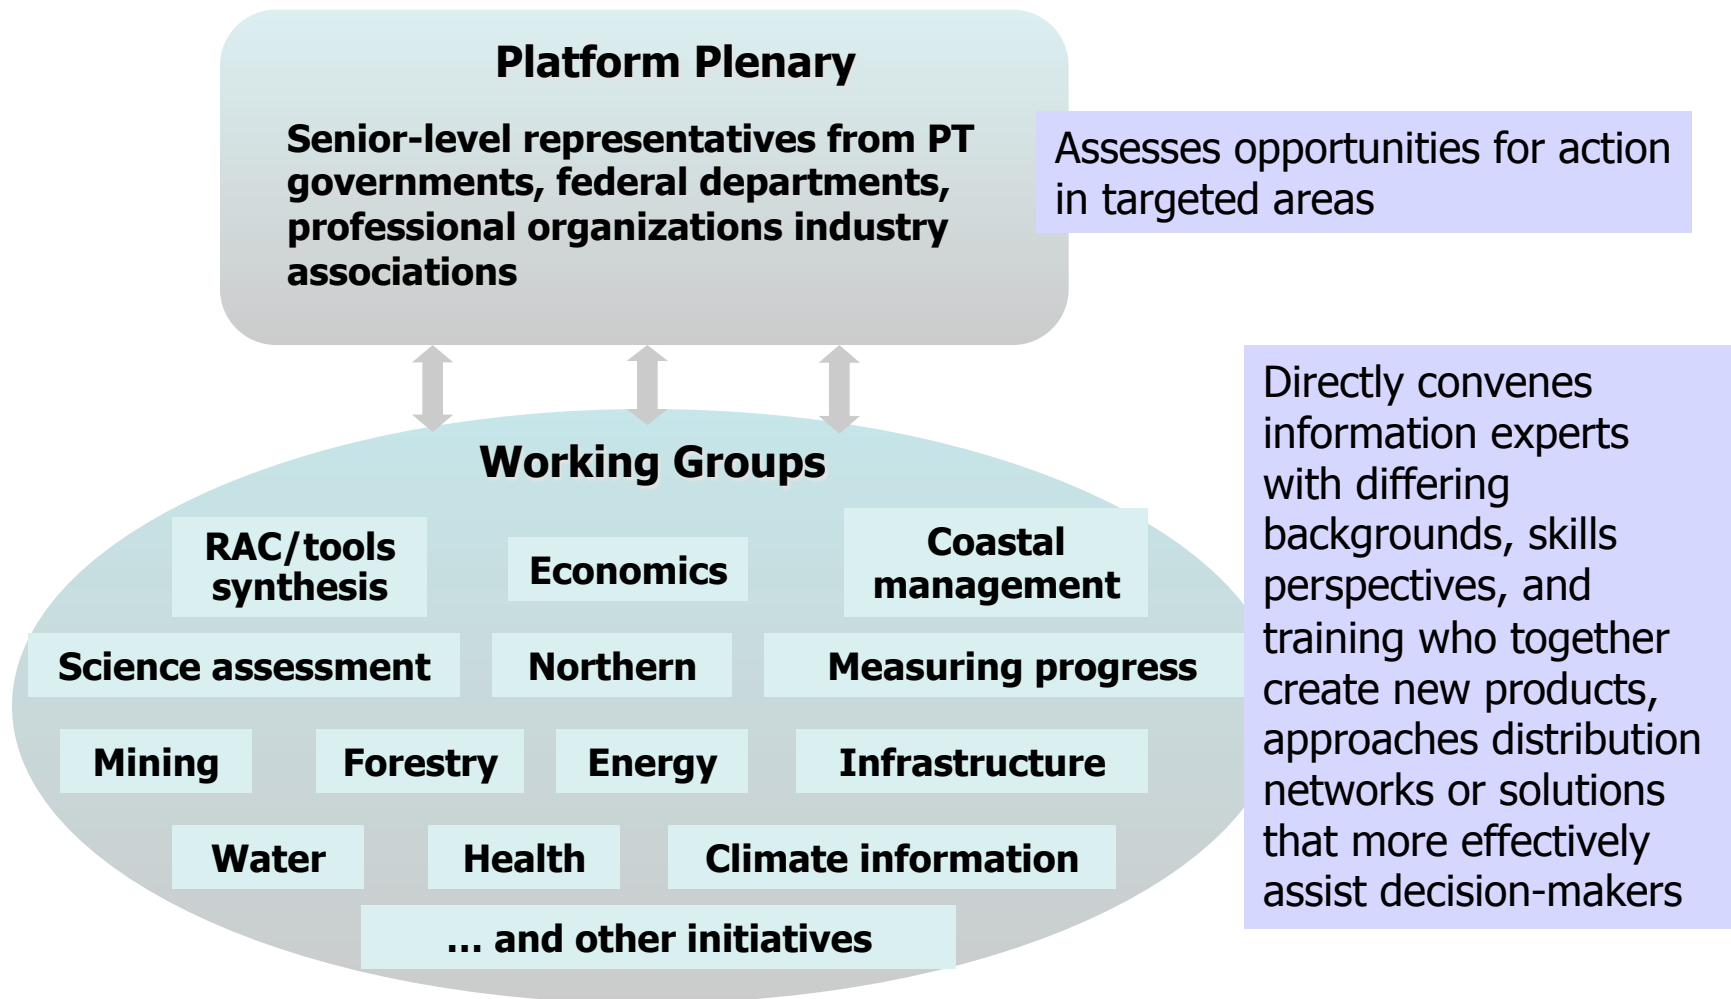 Platform Plenary
Senior-level representatives from PT
governments, federal departments,
professional organizations industry
associations
Assesses opportunities for action
in targeted areas
Working Groups
RAC/tools
synthesis
Economics
Coastal
management
Science assessment
Northern
Measuring progress
Mining
Forestry
Energy
Infrastructure
Water
Health
Climate information
... and other initiatives
Directly convenes
information experts
with differing
backgrounds, skills
perspectives, and
training who together
create new products,
approaches distribution
networks or solutions
that more effectively
assist decision-makers